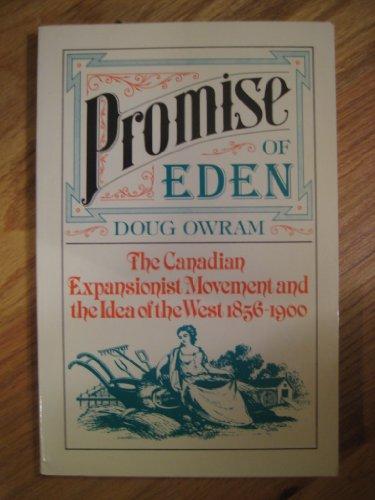 Promise
OF
EDEN
DOUG OWRAM
The Canadian
Expansionist Movement and
the Idea of the West 1856-1900